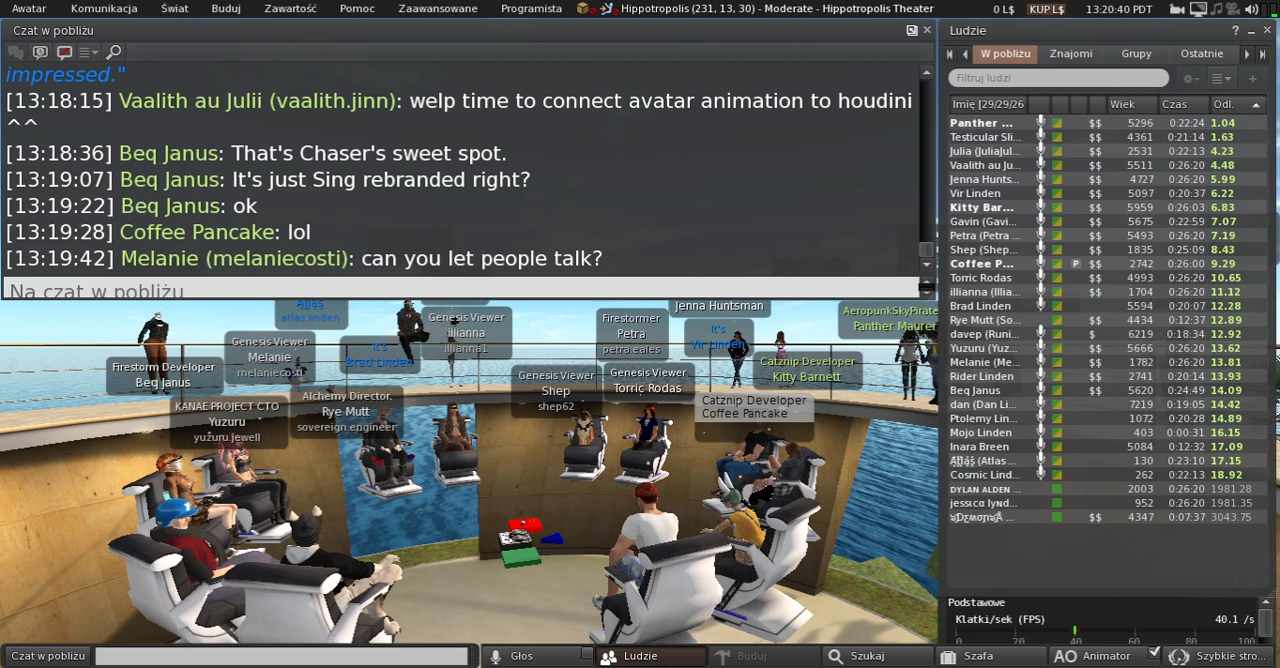 Awatar Komunikacja Świat Buduj Zawartość Pomoc Zaawansowane Programista Hippotropolis (231, 13, 30) - Moderate - Hippotropolis Theater 0 L$ KUP L$ 13:20:40 PDT
Czat w pobliżu
impressed."
[13:18:15] Vaalith au Julii (vaalith.jinn): welp time to connect avatar animation to houdini
^^
[13:18:36] Beq Janus: That's Chaser's sweet spot.
[13:19:07] Beq Janus: It's just Sing rebranded right?
[13:19:22] Beq Janus: ok
[13:19:28] Coffee Pancake: lol
[13:19:42] Melanie (melaniecosti): can you let people talk?
Na czat w pobliżu
Ludzie
W pobliżu Znajomi Grupy Ostatnie
Filtruj ludzi
Imię [29/29/26 Wiek Czas Odl.
Panther ... $$ 5296 0:22:24 1.04
Testicular Sli... $$ 4361 0:21:14 1.63
Julia (JuliaJul... $$ 2531 0:22:13 4.23
Vaalith au Ju... $$ 5511 0:26:20 4.48
Jenna Hunts... $$ 4727 0:26:20 5.99
Vir Linden $$ 5097 0:20:37 6.22
Kitty Bar... $$ 5959 0:26:03 6.83
Gavin (Gavi... $$ 5675 0:22:59 7.07
Petra (Petra ... $$ 5493 0:26:20 7.19
Shep (Shep... $$ 1835 0:25:09 8.43
Coffee P... P $$ 2742 0:26:00 9.29
Torric Rodas $$ 4993 0:26:20 10.65
illianna (Illia... $$ 1704 0:26:20 11.12
Brad Linden 5594 0:20:07 12.28
Rye Mutt (So... $$ 4434 0:12:37 12.89
davep (Runi... $ 6219 0:18:34 12.92
Yuzuru (Yuz... $$ 5666 0:26:20 13.62
Melanie (Me... $$ 1782 0:26:20 13.81
Rider Linden $$ 2741 0:20:14 13.93
Beq Janus $$ 5620 0:24:49 14.09
dan (Dan Li... 7219 0:19:05 14.42
Ptolemy Lin... 1072 0:20:28 14.89
Mojo Linden 403 0:00:31 16.15
Inara Breen 5084 0:12:32 17.09
(Atlas ... 130 0:23:10 17.15
Cosmic Lind... 262 0:22:13 18.92
DYLAN ALDEN ... 2003 0:26:20 1981.28
jessica lynd... 952 0:26:20 1981.35
$$ 4347 0:07:37 3043.75
atlas.linden
Firestorm Developer
Beq Janus
Genesis Viewer
Melanie
melaniecosti
It's
Brad Linden
Genesis Viewer
illianna
illianna1
Firestormer
Petra
petra.eales
Jenna Huntsman
It's
Vir Linden
AeropunkSkyPirate
Panther Maurer
Catznip Developer
Kitty Barnett
KANAE PROJECT CTO
Yuzuru
yuzuru.jewell
Alchemy Director.
Rye Mutt
sovereign.engineer
Genesis Viewer
Shep
shep62
Genesis Viewer
Torric Rodas
Catznip Developer
Coffee Pancake
Podstawowe
Klatki/sek (FPS) 40.1 /s
0 20 40 60 80 100
Czat w pobliżu Głos Ludzie Buduj Szukaj Szafa AO Animator Szybkie stro...